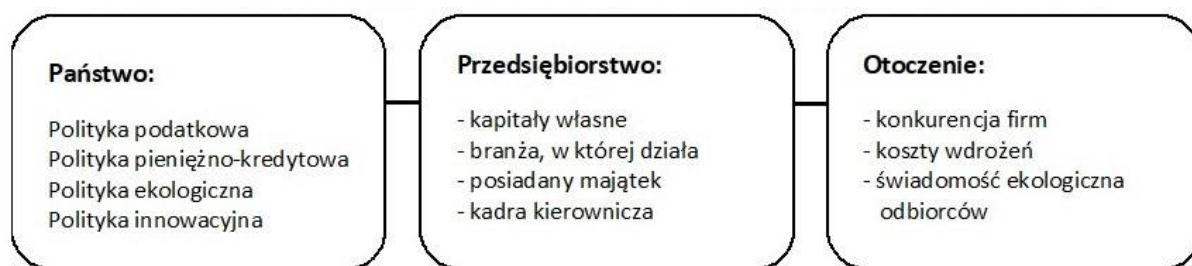 Państwo:
Polityka podatkowa
Polityka pieniężno-kredytowa
Polityka ekologiczna
Polityka innowacyjna
Przedsiębiorstwo:
- kapitały własne
- branża, w której działa
- posiadany majątek
- kadra kierownicza
Otoczenie:
- konkurencja firm
- koszty wdrożeń
- świadomość ekologiczna
odbiorców